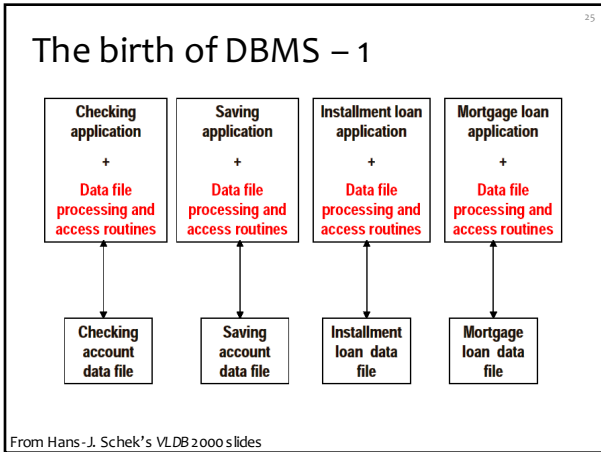 25
The birth of DBMS – 1
Checking
application
+
Data file
processing and
access routines
Saving
application
+
Data file
processing and
access routines
Installment loan
application
+
Data file
processing and
access routines
Mortgage loan
application
+
Data file
processing and
access routines
Checking
account
data file
Saving
account
data file
Installment
loan data
file
Mortgage
loan data
file
From Hans-J. Schek's VLDB 2000 slides